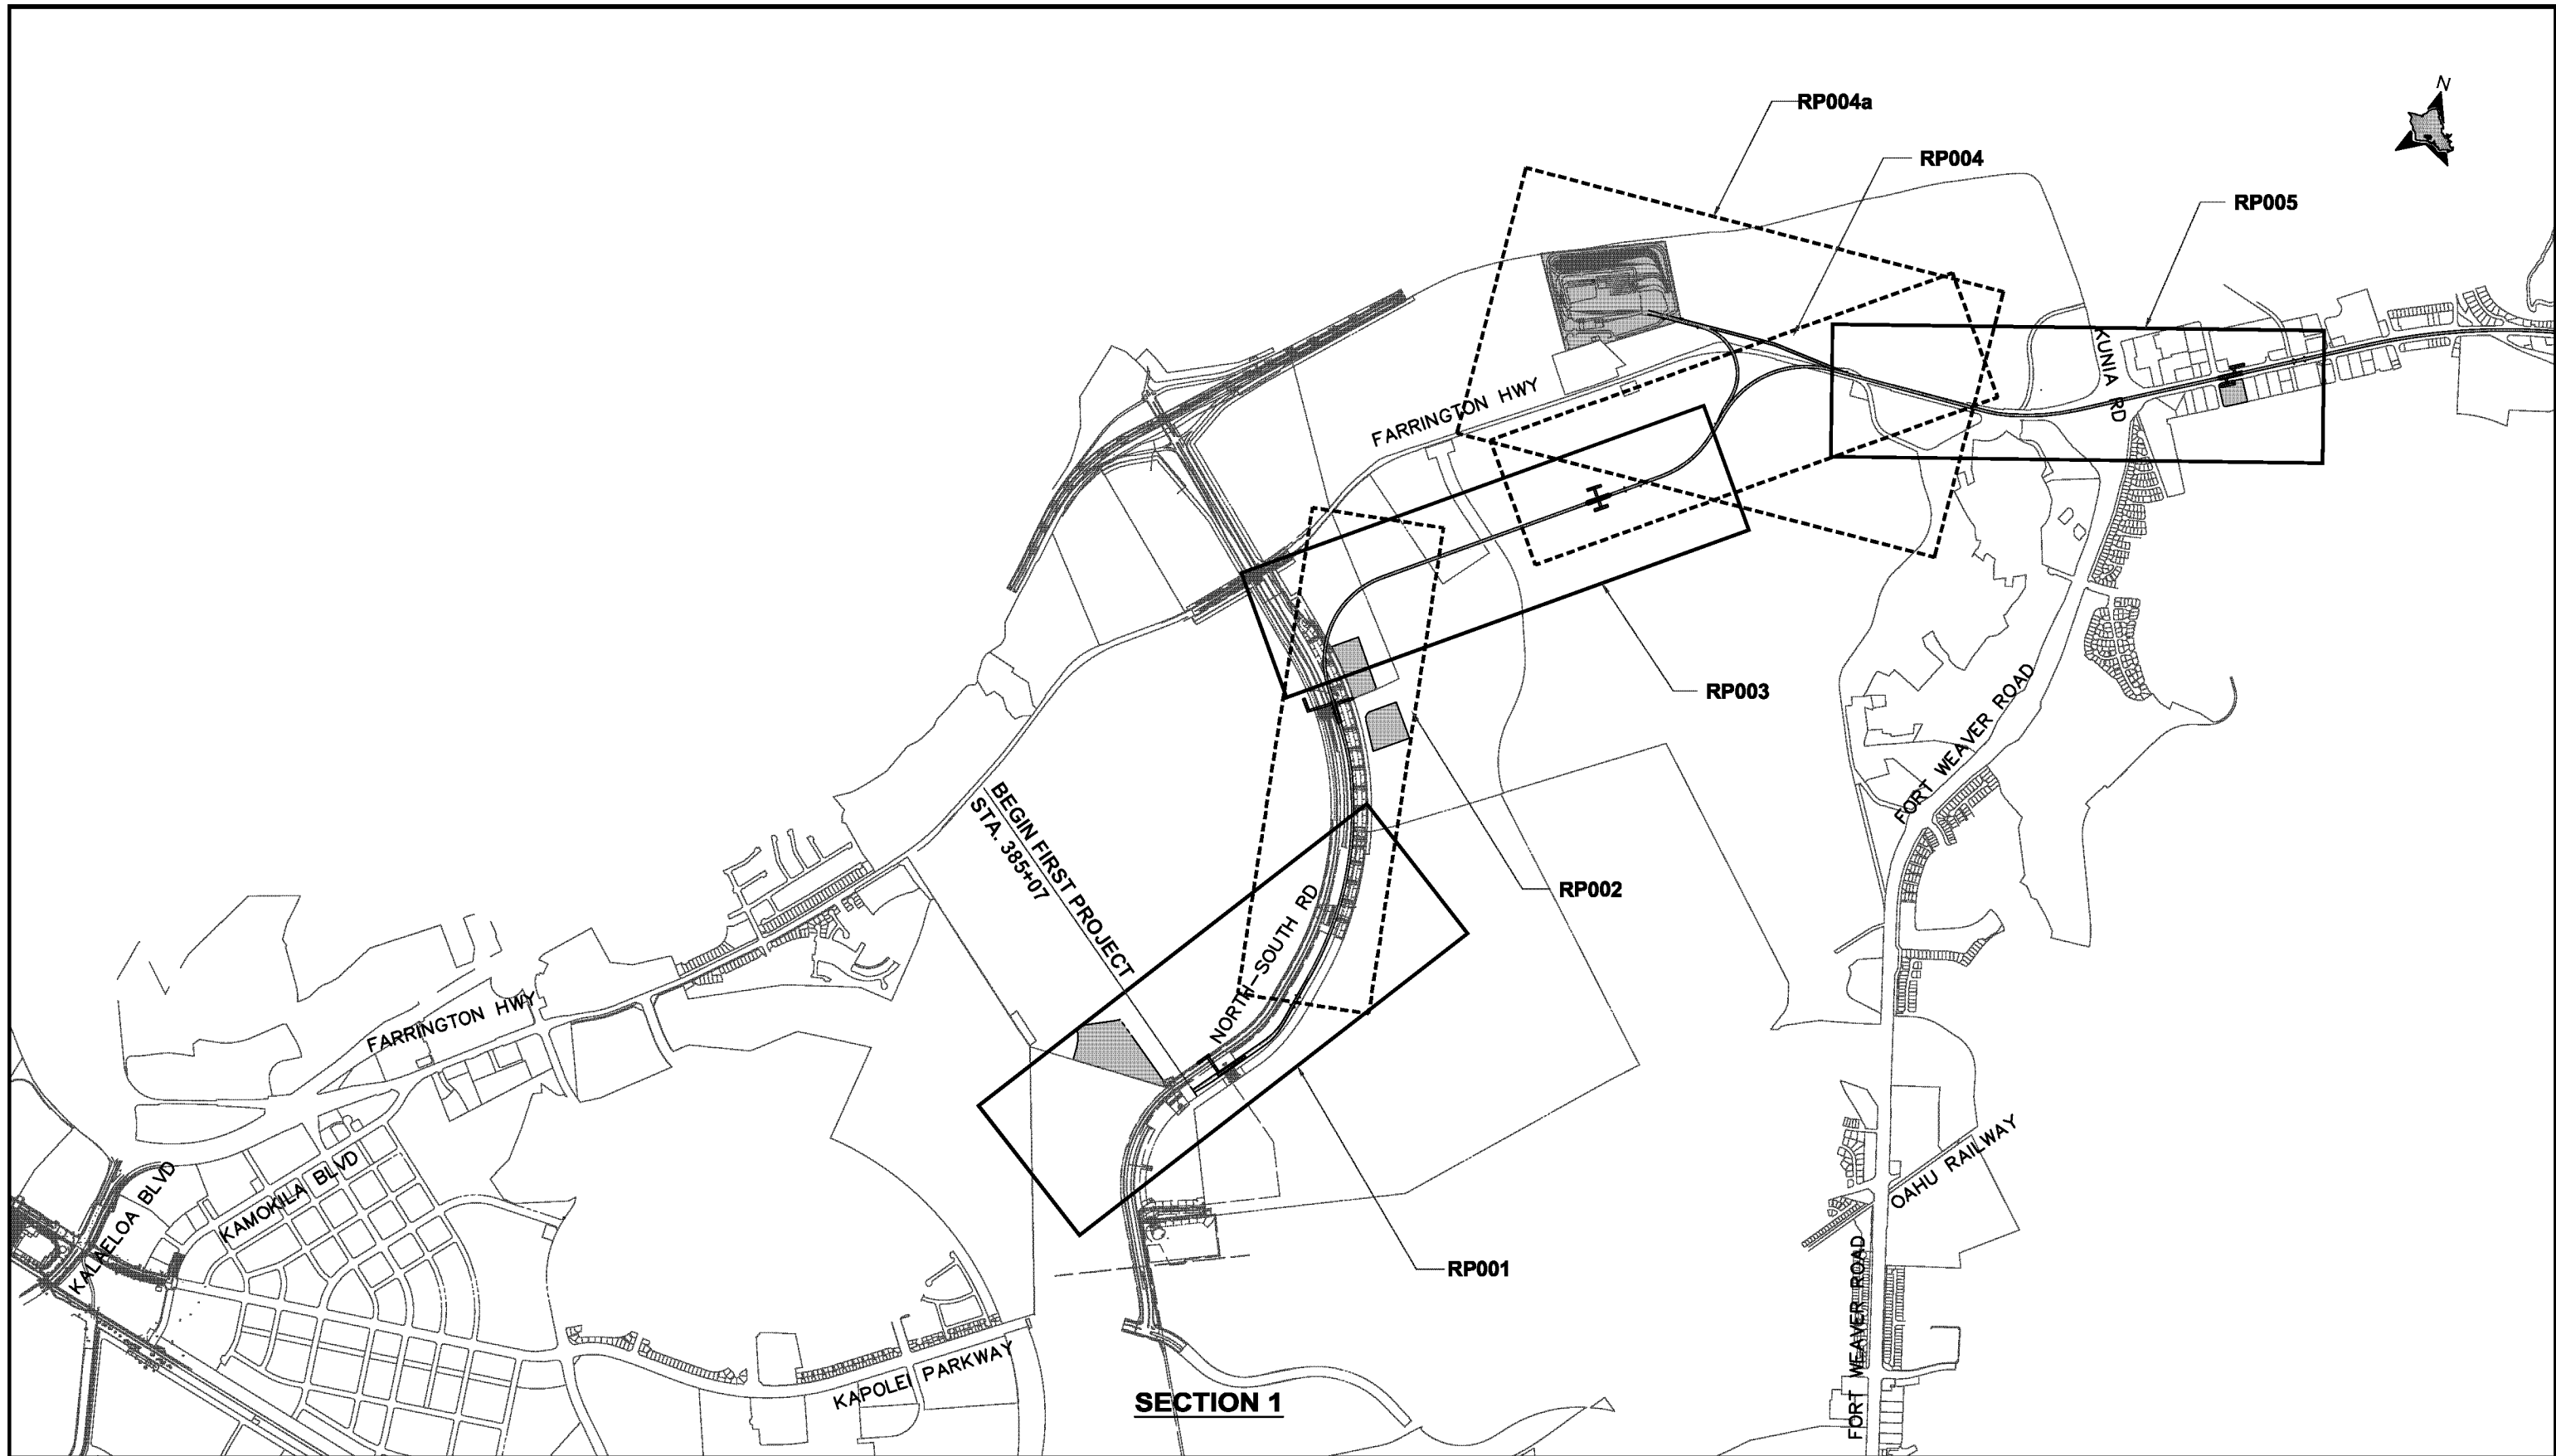 N
RP004a
RP004
RP005
KUNIA RD
FARRINGTON HWY
RP003
FORT WEAVER ROAD
BEGIN FIRST PROJECT
STA. 385+07
RP002
NORTH-SOUTH RD
FARRINGTON HWY
OAHU RAILWAY
KALAELOA BLVD
KAMOKILA BLVD
RP001
FORT WEAVER ROAD
KAPOLEI PARKWAY
SECTION 1